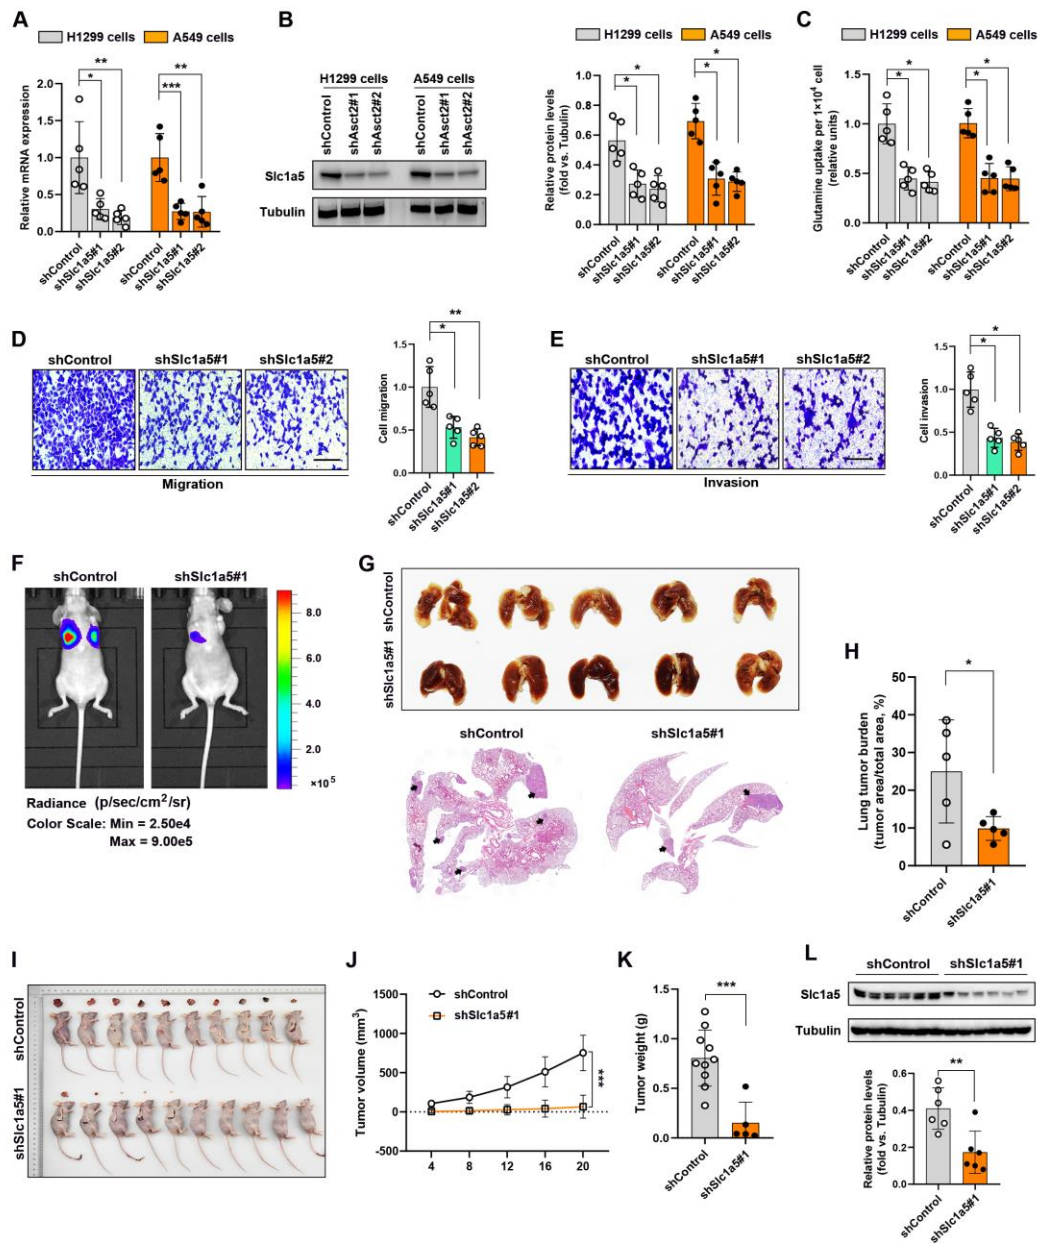 A
H1299 cells
A549 cells
Relative mRNA expression
2.0
1.5
1.0
0.5
0.0
*
**
***
**
shControl
shSlc1a5#1
shSlc1a5#2
shControl
shSlc1a5#1
shSlc1a5#2
B
H1299 cells
A549 cells
shControl
shAsct2#1
shAsct2#2
shControl
shAsct2#1
shAsct2#2
Slc1a5
Tubulin
H1299 cells
A549 cells
Relative protein levels
(fold vs. Tubulin)
1.0
0.8
0.6
0.4
0.2
0.0
*
*
*
*
shControl
shSlc1a5#1
shSlc1a5#2
shControl
shSlc1a5#1
shSlc1a5#2
C
H1299 cells
A549 cells
Glutamine uptake per 1×10⁴ cell
(relative units)
1.5
1.0
0.5
0.0
*
*
*
*
shControl
shSlc1a5#1
shSlc1a5#2
shControl
shSlc1a5#1
shSlc1a5#2
D
shControl
shSlc1a5#1
shSlc1a5#2
Migration
Cell migration
1.5
1.0
0.5
0.0
*
**
shControl
shSlc1a5#1
shSlc1a5#2
E
shControl
shSlc1a5#1
shSlc1a5#2
Invasion
Cell invasion
1.5
1.0
0.5
0.0
*
*
shControl
shSlc1a5#1
shSlc1a5#2
F
shControl
shSlc1a5#1
8.0
6.0
4.0
2.0
×10⁵
Radiance (p/sec/cm²/sr)
Color Scale: Min = 2.50e4
Max = 9.00e5
G
shControl
shSlc1a5#1
shControl
shSlc1a5#1
H
Lung tumor burden
(tumor area/total area, %)
50
40
30
20
10
0
*
shControl
shSlc1a5#1
I
shControl
shSlc1a5#1
J
shControl
shSlc1a5#1
Tumor volume (mm³)
1500
1000
500
0
-500
4
8
12
16
20
***
K
Tumor weight (g)
1.5
1.0
0.5
0.0
***
shControl
shSlc1a5#1
L
shControl
shSlc1a5#1
Slc1a5
Tubulin
Relative protein levels
(fold vs. Tubulin)
0.6
0.4
0.2
0.0
**
shControl
shSlc1a5#1